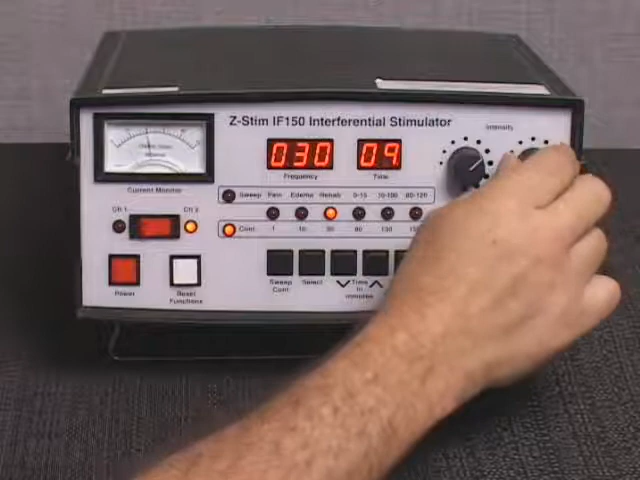 Z-Stim IF150 Interferential Stimulator
Intensity
030 09
Frequency Time
Current Monitor
Sweep Pain Edema Rehab 0-15 70-100 80-120
Ch 1 Ch 2
Cont. 1 10 30 80 130
Power
Reset Functions
Sweep Cont.
Select
Time in minutes